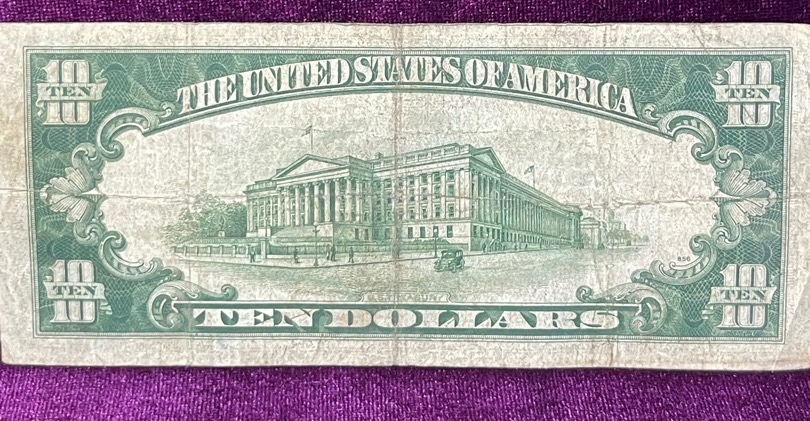 10 TEN
THE UNITED STATES OF AMERICA
10 TEN
10 TEN
TEN DOLLARS
856
10 TEN